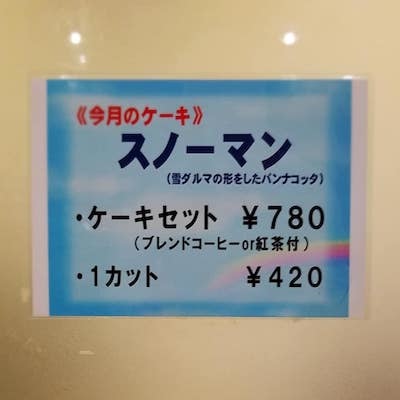 《今月のケーキ》
スノーマン
(雪ダルマの形をしたパンナコッタ)
・ケーキセット ¥780
(ブレンドコーヒーor紅茶付)
・1カット ¥420